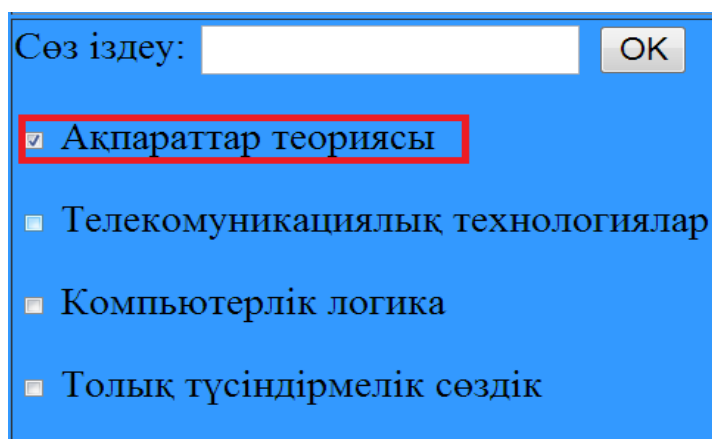 Сөз іздеу: OK
Ақпараттар теориясы
Телекомуникациялық технологиялар
Компьютерлік логика
Толық түсіндірмелік сөздік